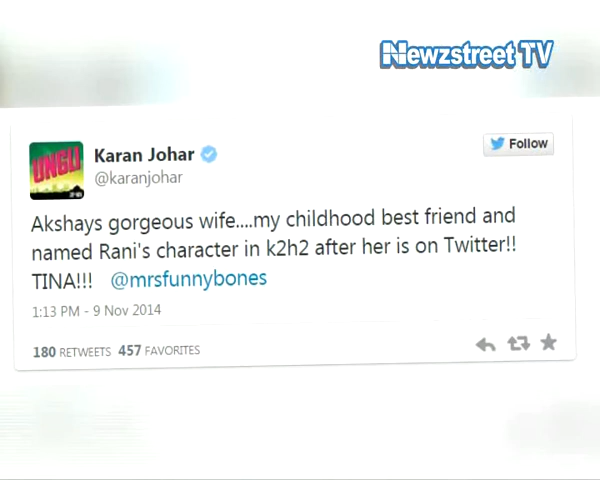 Newzstreet TV
UNGLI
Karan Johar
@karanjohar
Follow
Akshays gorgeous wife....my childhood best friend and
named Rani's character in k2h2 after her is on Twitter!!
TINA!!! @mrsfunnybones
1:13 PM - 9 Nov 2014
180 RETWEETS 457 FAVORITES